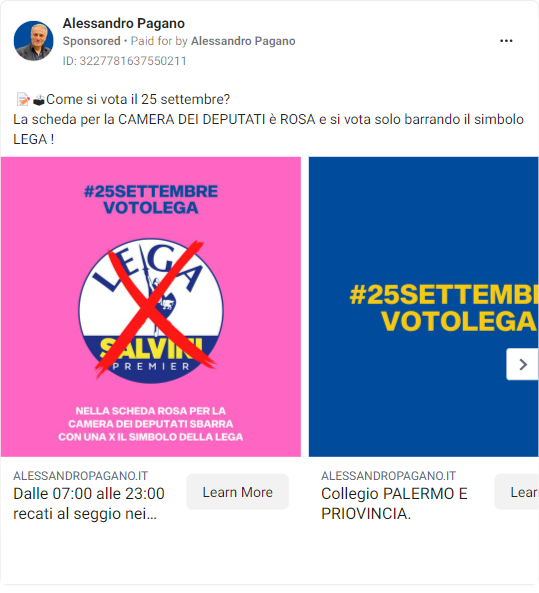 Alessandro Pagano
Sponsored • Paid for by Alessandro Pagano
ID: 3227781637550211
📝🗳Come si vota il 25 settembre?
La scheda per la CAMERA DEI DEPUTATI è ROSA e si vota solo barrando il simbolo
LEGA !
#25SETTEMBRE
VOTOLEGA
LEGA
SALVINI
PREMIER
NELLA SCHEDA ROSA PER LA
CAMERA DEI DEPUTATI SBARRA
CON UNA X IL SIMBOLO DELLA LEGA
#25SETTEMB
VOTOLEGA
ALESSANDROPAGANO.IT
Dalle 07:00 alle 23:00
recati al seggio nei...
Learn More
ALESSANDROPAGANO.IT
Collegio PALERMO E
PRIOVINCIA.
Lear